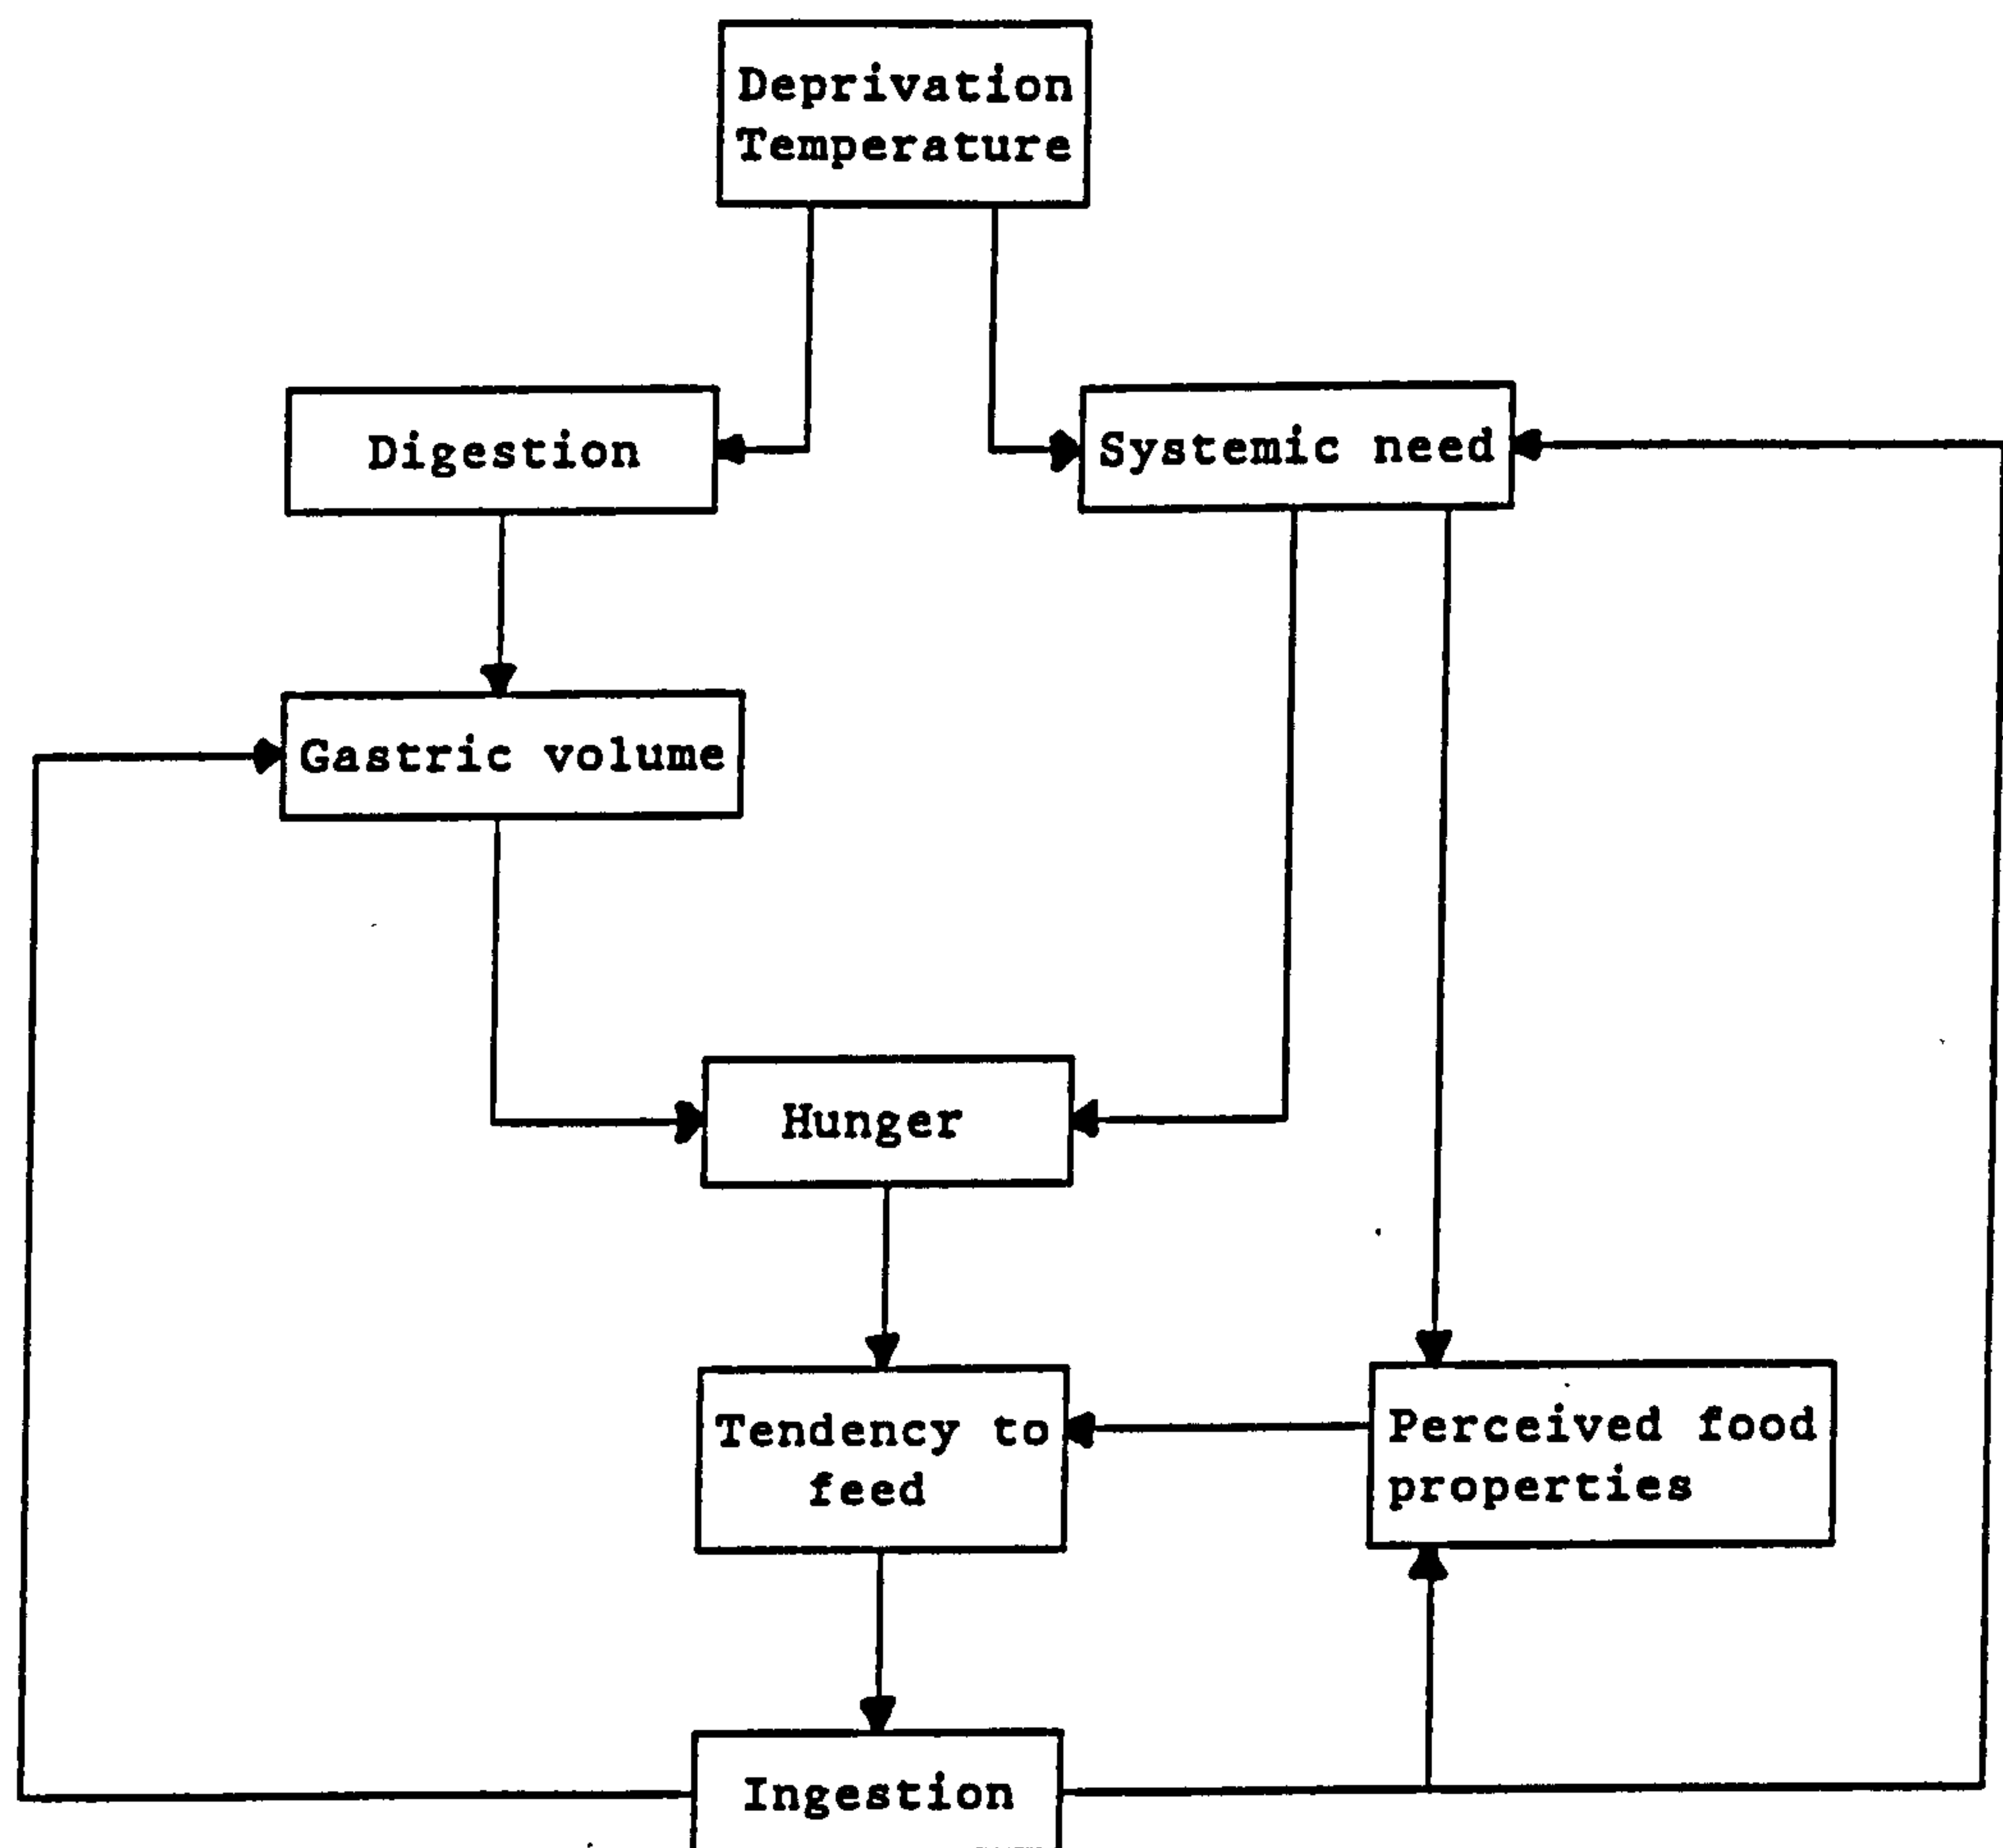 Deprivation
Temperature
Digestion
Systemic need
Gastric volume
Hunger
Tendency to
feed
Perceived food
properties
Ingestion